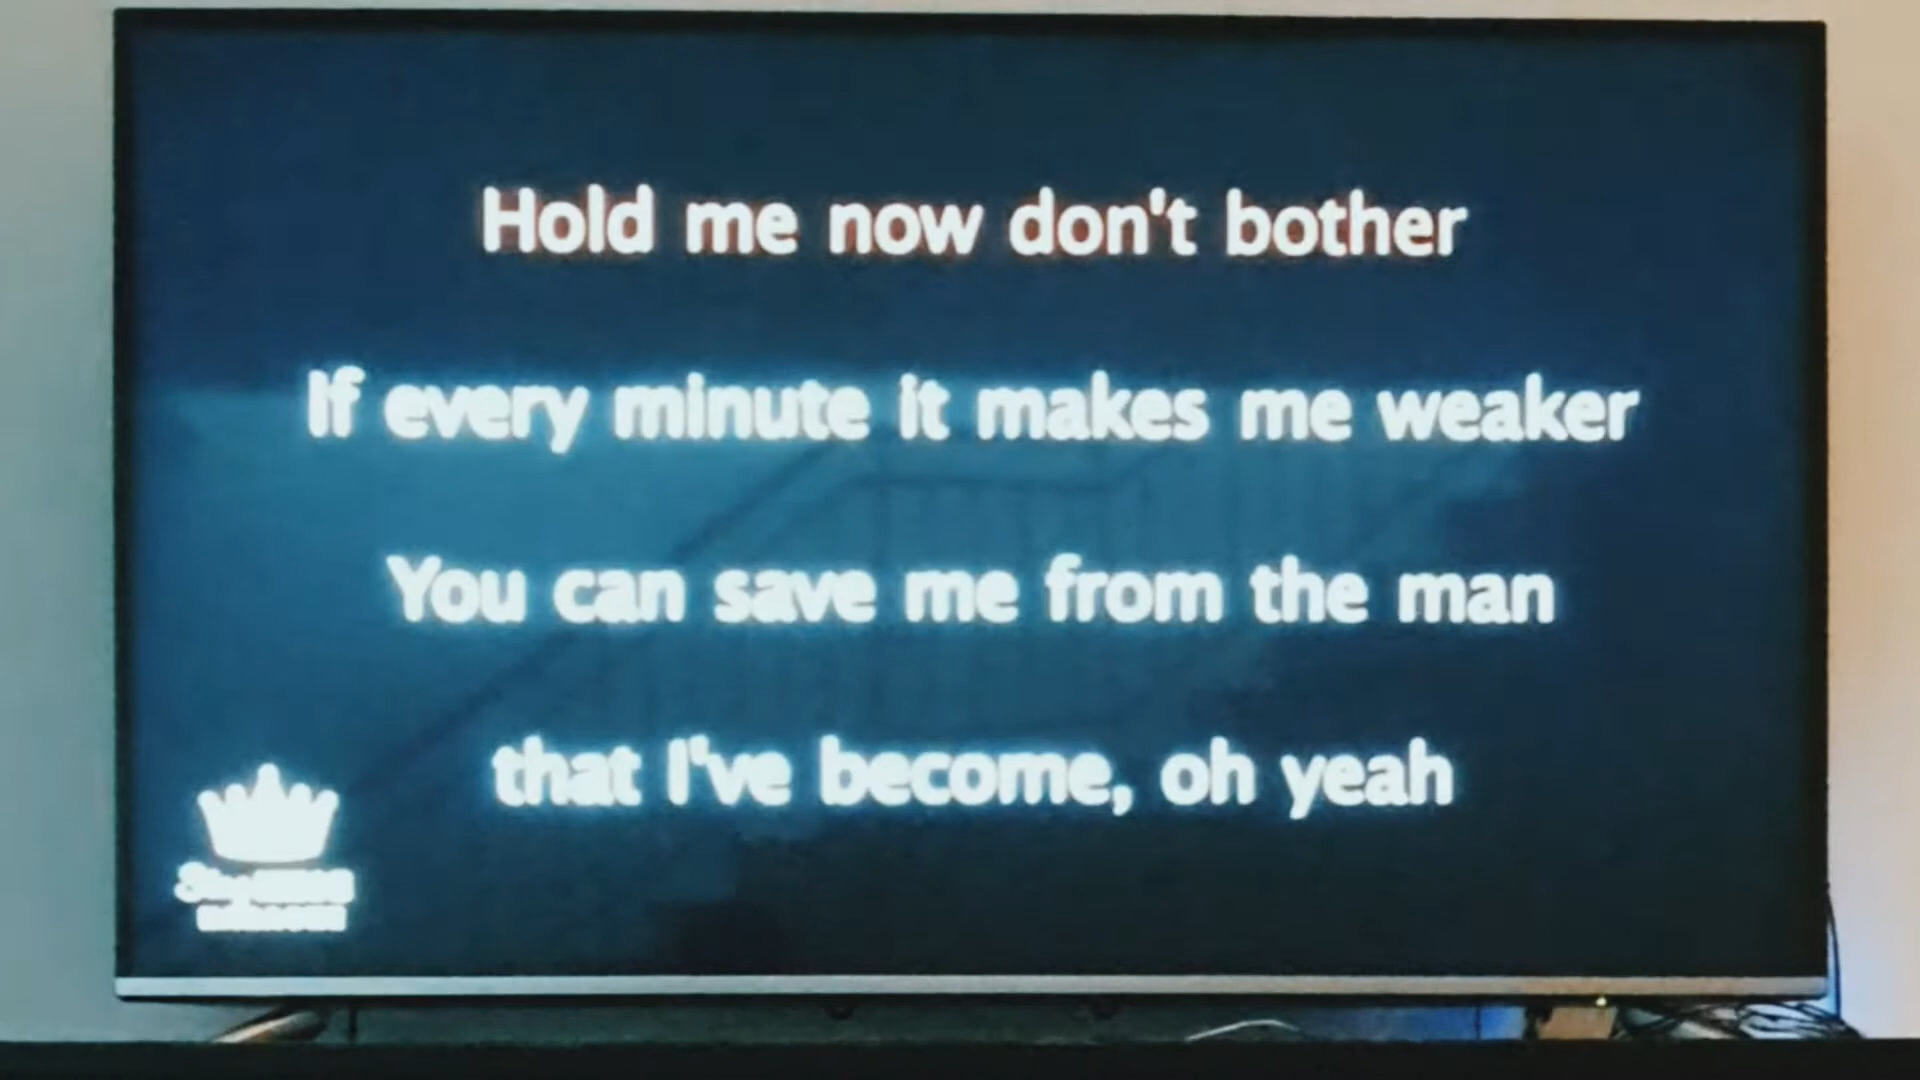 Hold me now don't bother
If every minute it makes me weaker
You can save me from the man
that I've become, oh yeah